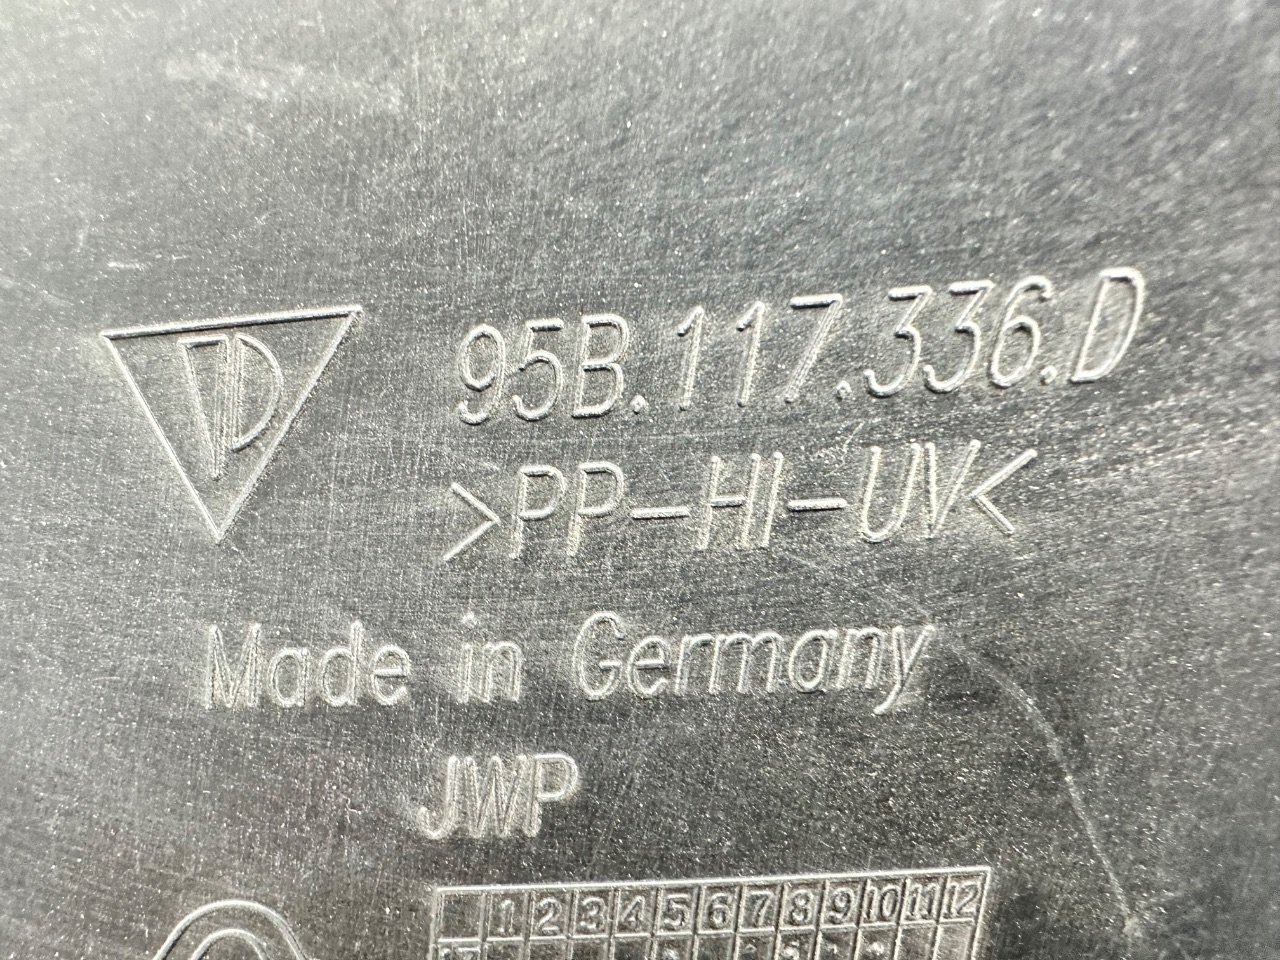 95B.117.336.D
>PP-HI-UV<
Made in Germany
JWP
1 2 3 4 5 6 7 8 9 10 11 12